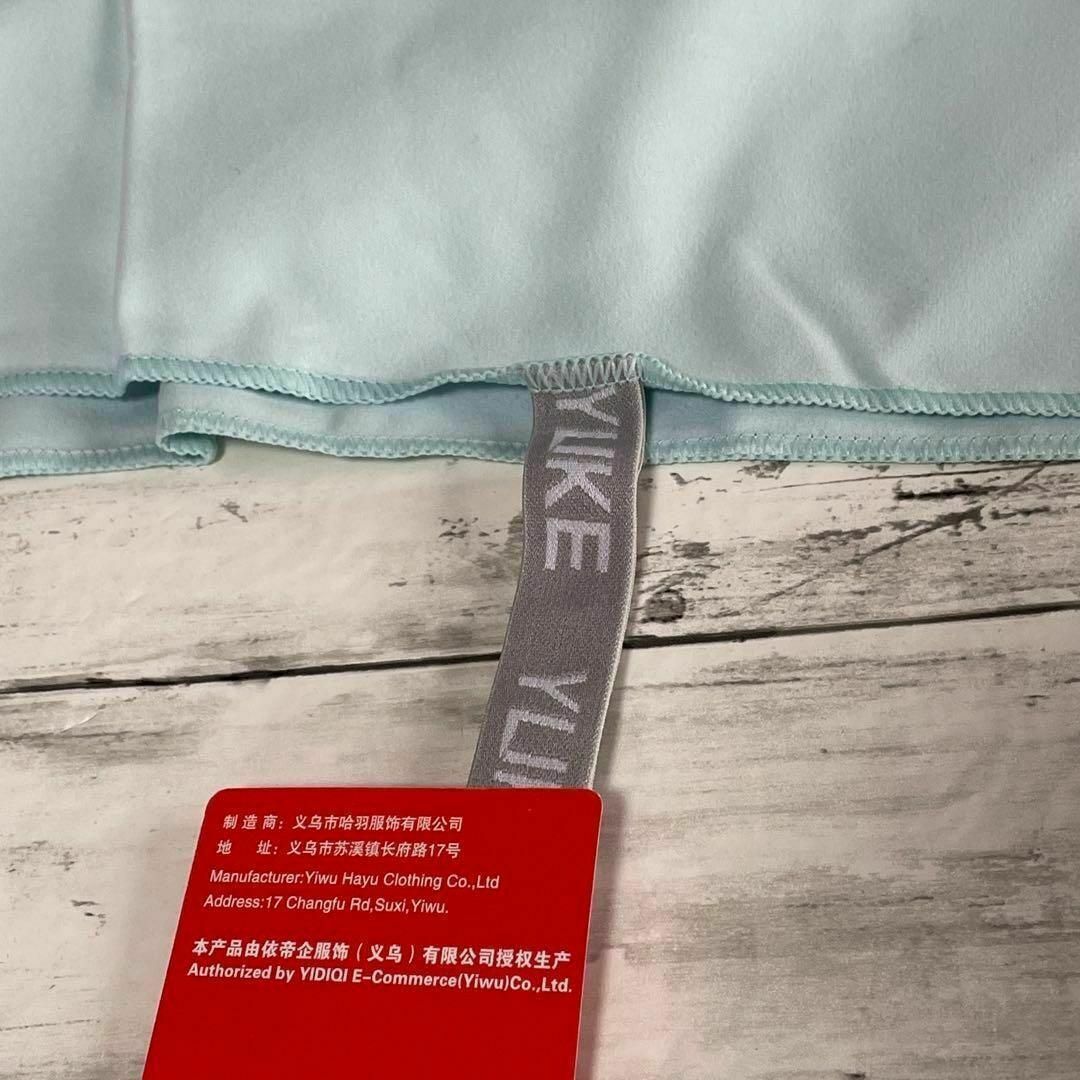 YUKE
YU
制 造 商：义乌市哈羽服饰有限公司
地 址：义乌市苏溪镇长府路17号
Manufacturer:Yiwu Hayu Clothing Co.,Ltd
Address:17 Changfu Rd,Suxi,Yiwu.
本产品由依帝企服饰（义乌）有限公司授权生产
Authorized by YIDIQI E-Commerce(Yiwu)Co.,Ltd.